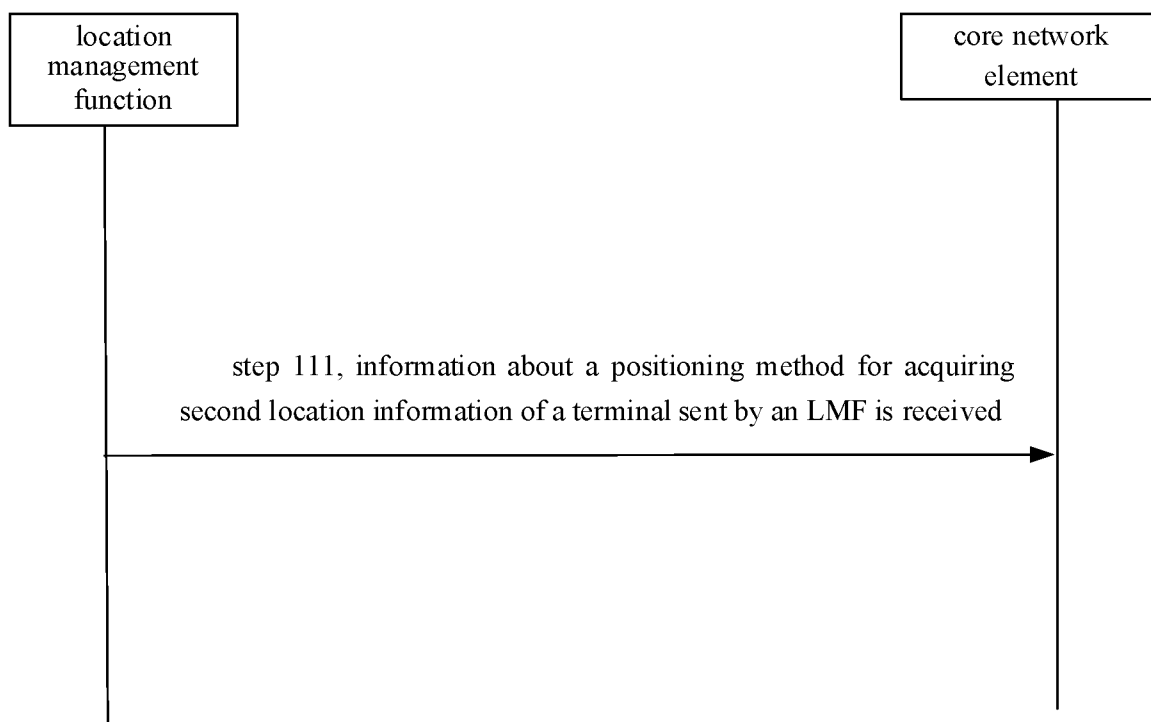 location
management
function
core network
element
step 111, information about a positioning method for acquiring
second location information of a terminal sent by an LMF is received